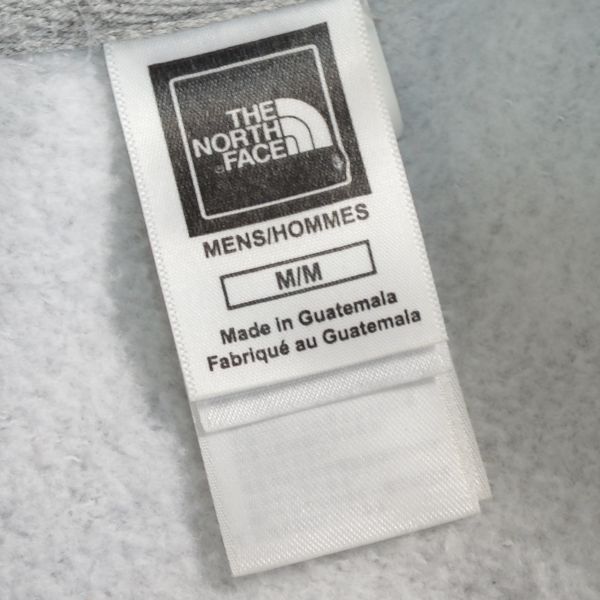 THE
NORTH
FACE
MENS/HOMMES
M/M
Made in Guatemala
Fabriqué au Guatemala